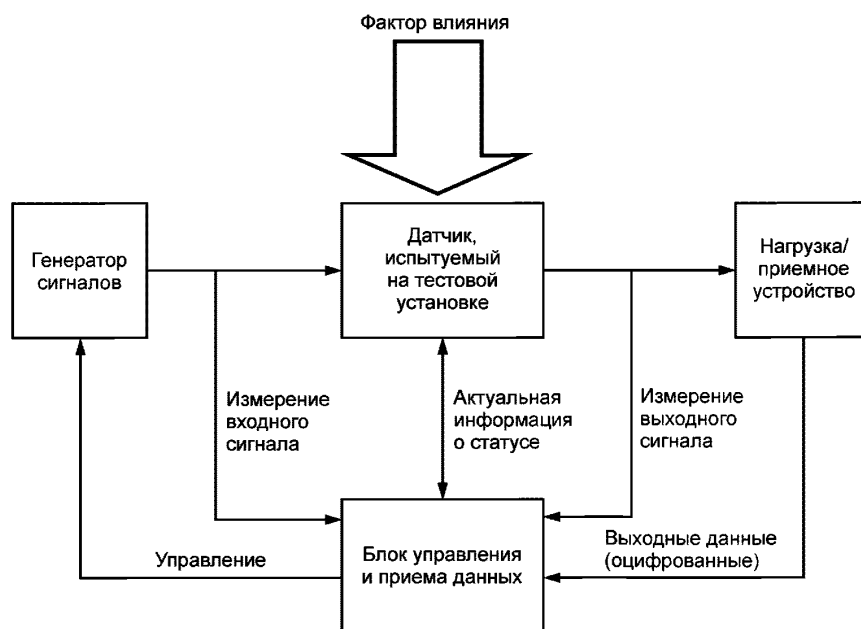 Фактор влияния
Генератор
сигналов
Датчик,
испытуемый
на тестовой
установке
Нагрузка/
приемное
устройство
Измерение
входного
сигнала
Актуальная
информация
о статусе
Измерение
выходного
сигнала
Управление
Блок управления
и приема данных
Выходные данные
(оцифрованные)